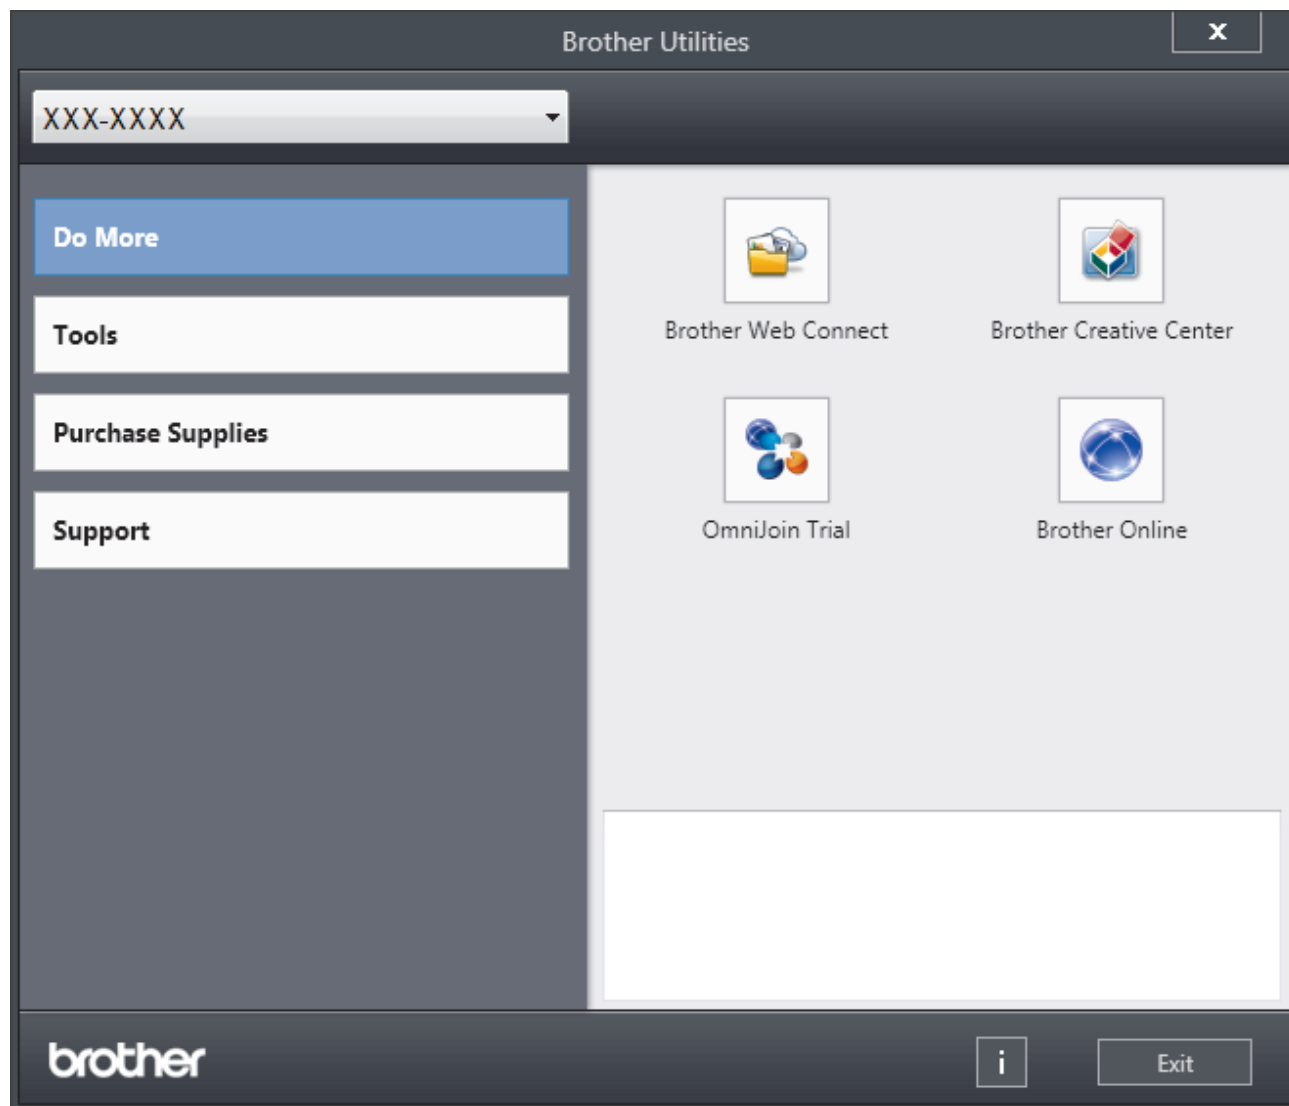 Brother Utilities
X
XXX-XXXX
Do More
Tools
Purchase Supplies
Support
Brother Web Connect
Brother Creative Center
OmniJoin Trial
Brother Online
brother
i
Exit